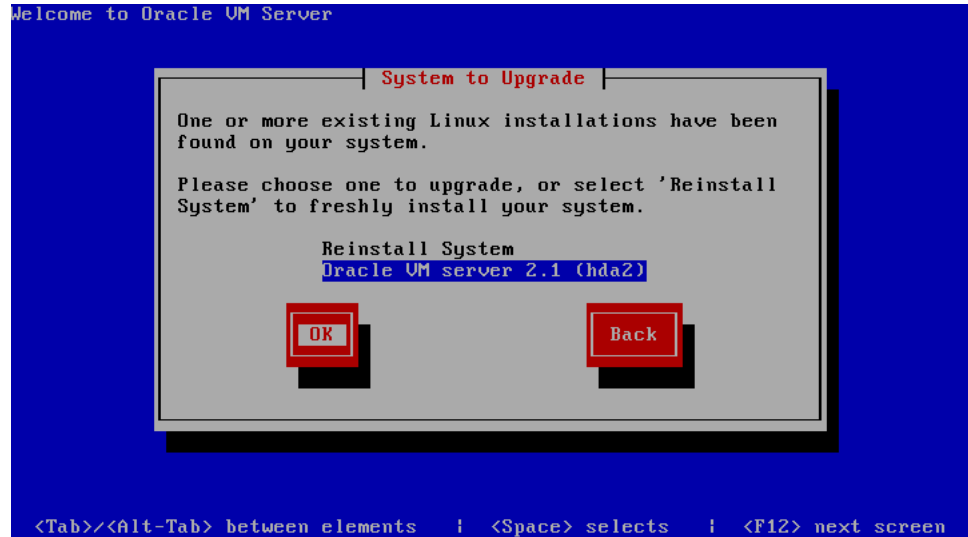 Welcome to Oracle VM Server
System to Upgrade
One or more existing Linux installations have been
found on your system.
Please choose one to upgrade, or select 'Reinstall
System' to freshly install your system.
Reinstall System
Oracle VM server 2.1 (hda2)
OK Back
<Tab>/<Alt-Tab> between elements | <Space> selects | <F12> next screen